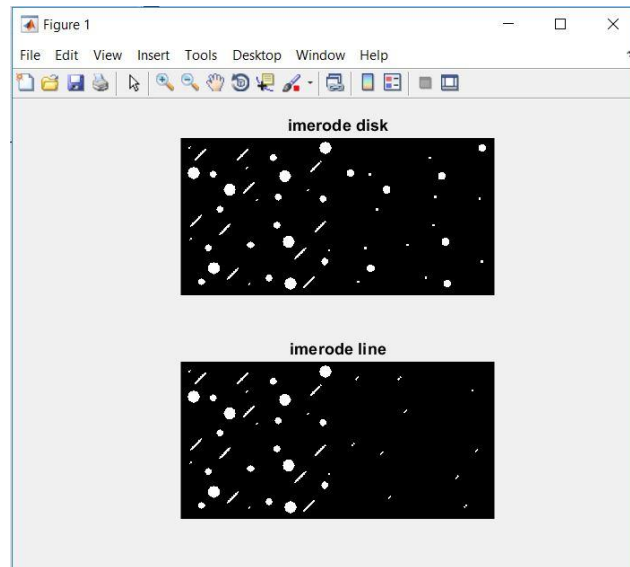 Figure 1
File Edit View Insert Tools Desktop Window Help
imerode disk
imerode line